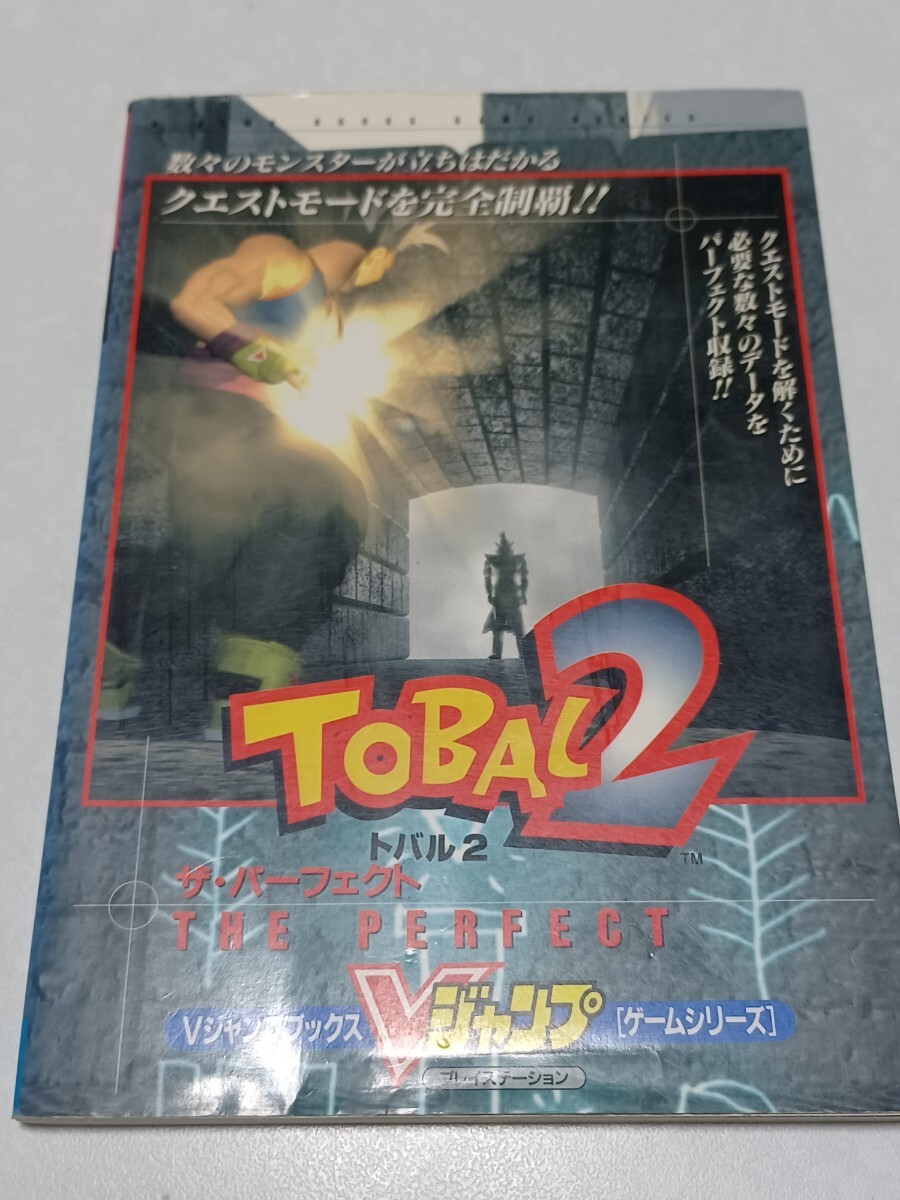 数々のモンスターが立ちはだかる
クエストモードを完全制覇!!
クエストモードを解くために
必要な数々のデータを
パーフェクト収録!!
TOBAL2
TM
トバル2
ザ・パーフェクト
THE PERFECT
Vジャンプブックス
Vジャンプ
[ゲームシリーズ]
プレイステーション